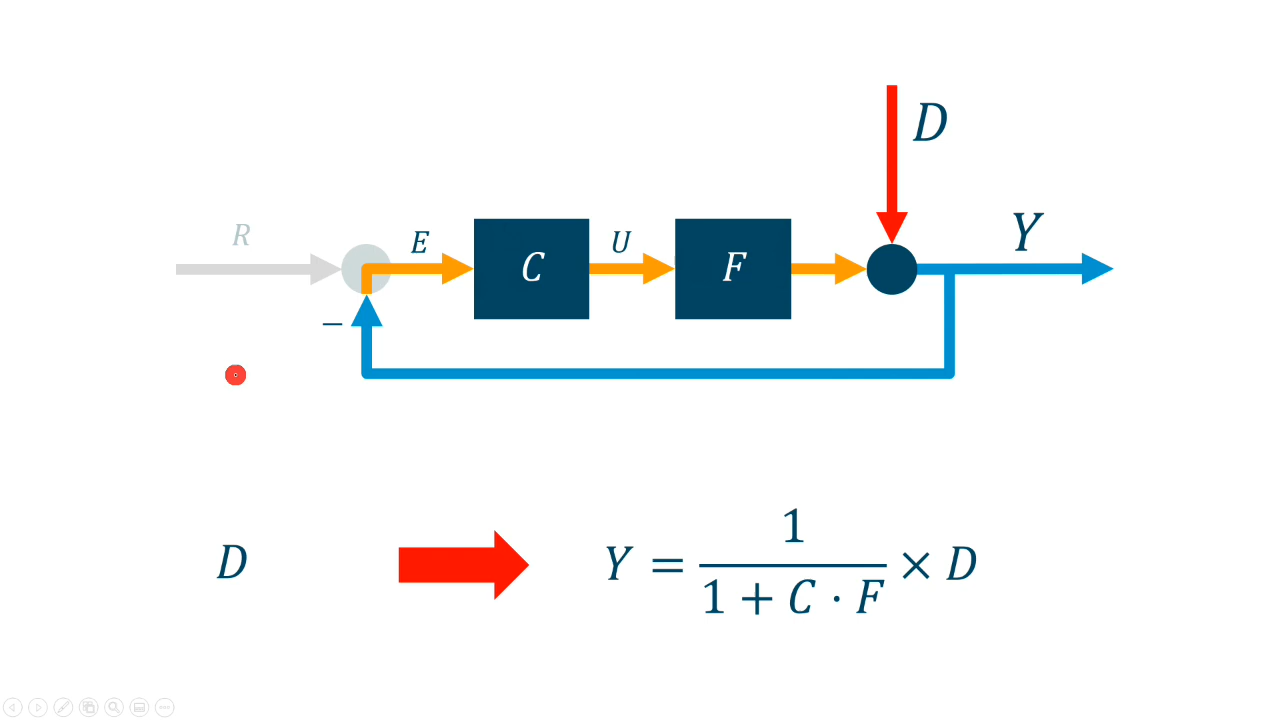 D
R
E
U
Y
C
F
−
D
Y = 1 / (1 + C · F) × D